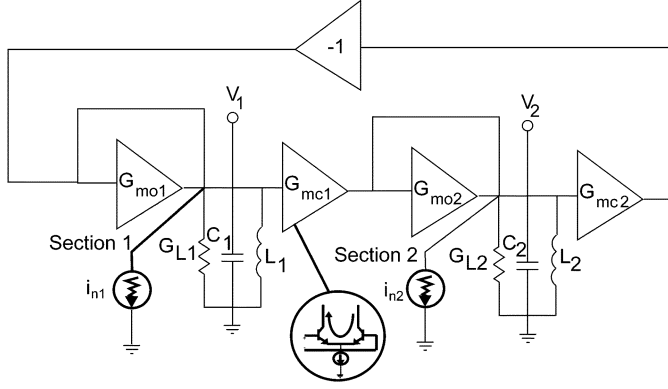 -1
V1
V2
Gmo1
Gmc1
Gmo2
Gmc2
Section 1
GL1
C1
L1
in1
Section 2
GL2
C2
L2
in2